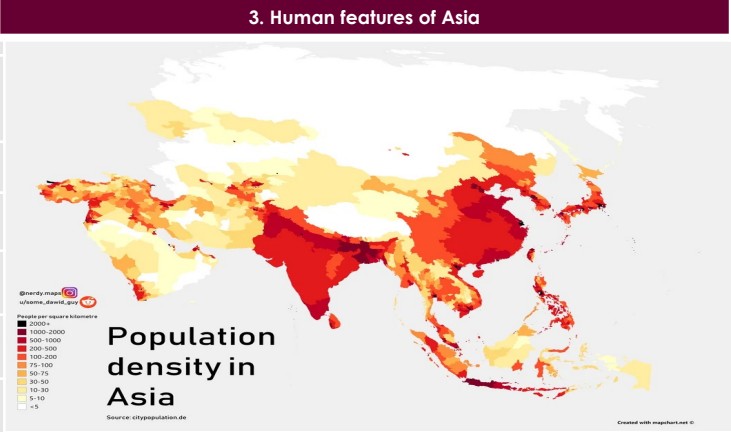 3. Human features of Asia
@nerdy.maps
u/some_dawid_guy
People per square kilometre
2000+
1000-2000
500-1000
200-500
100-200
75-100
50-75
30-50
10-30
5-10
<5
Population
density in
Asia
Source: citypopulation.de
Created with mapchart.net ©